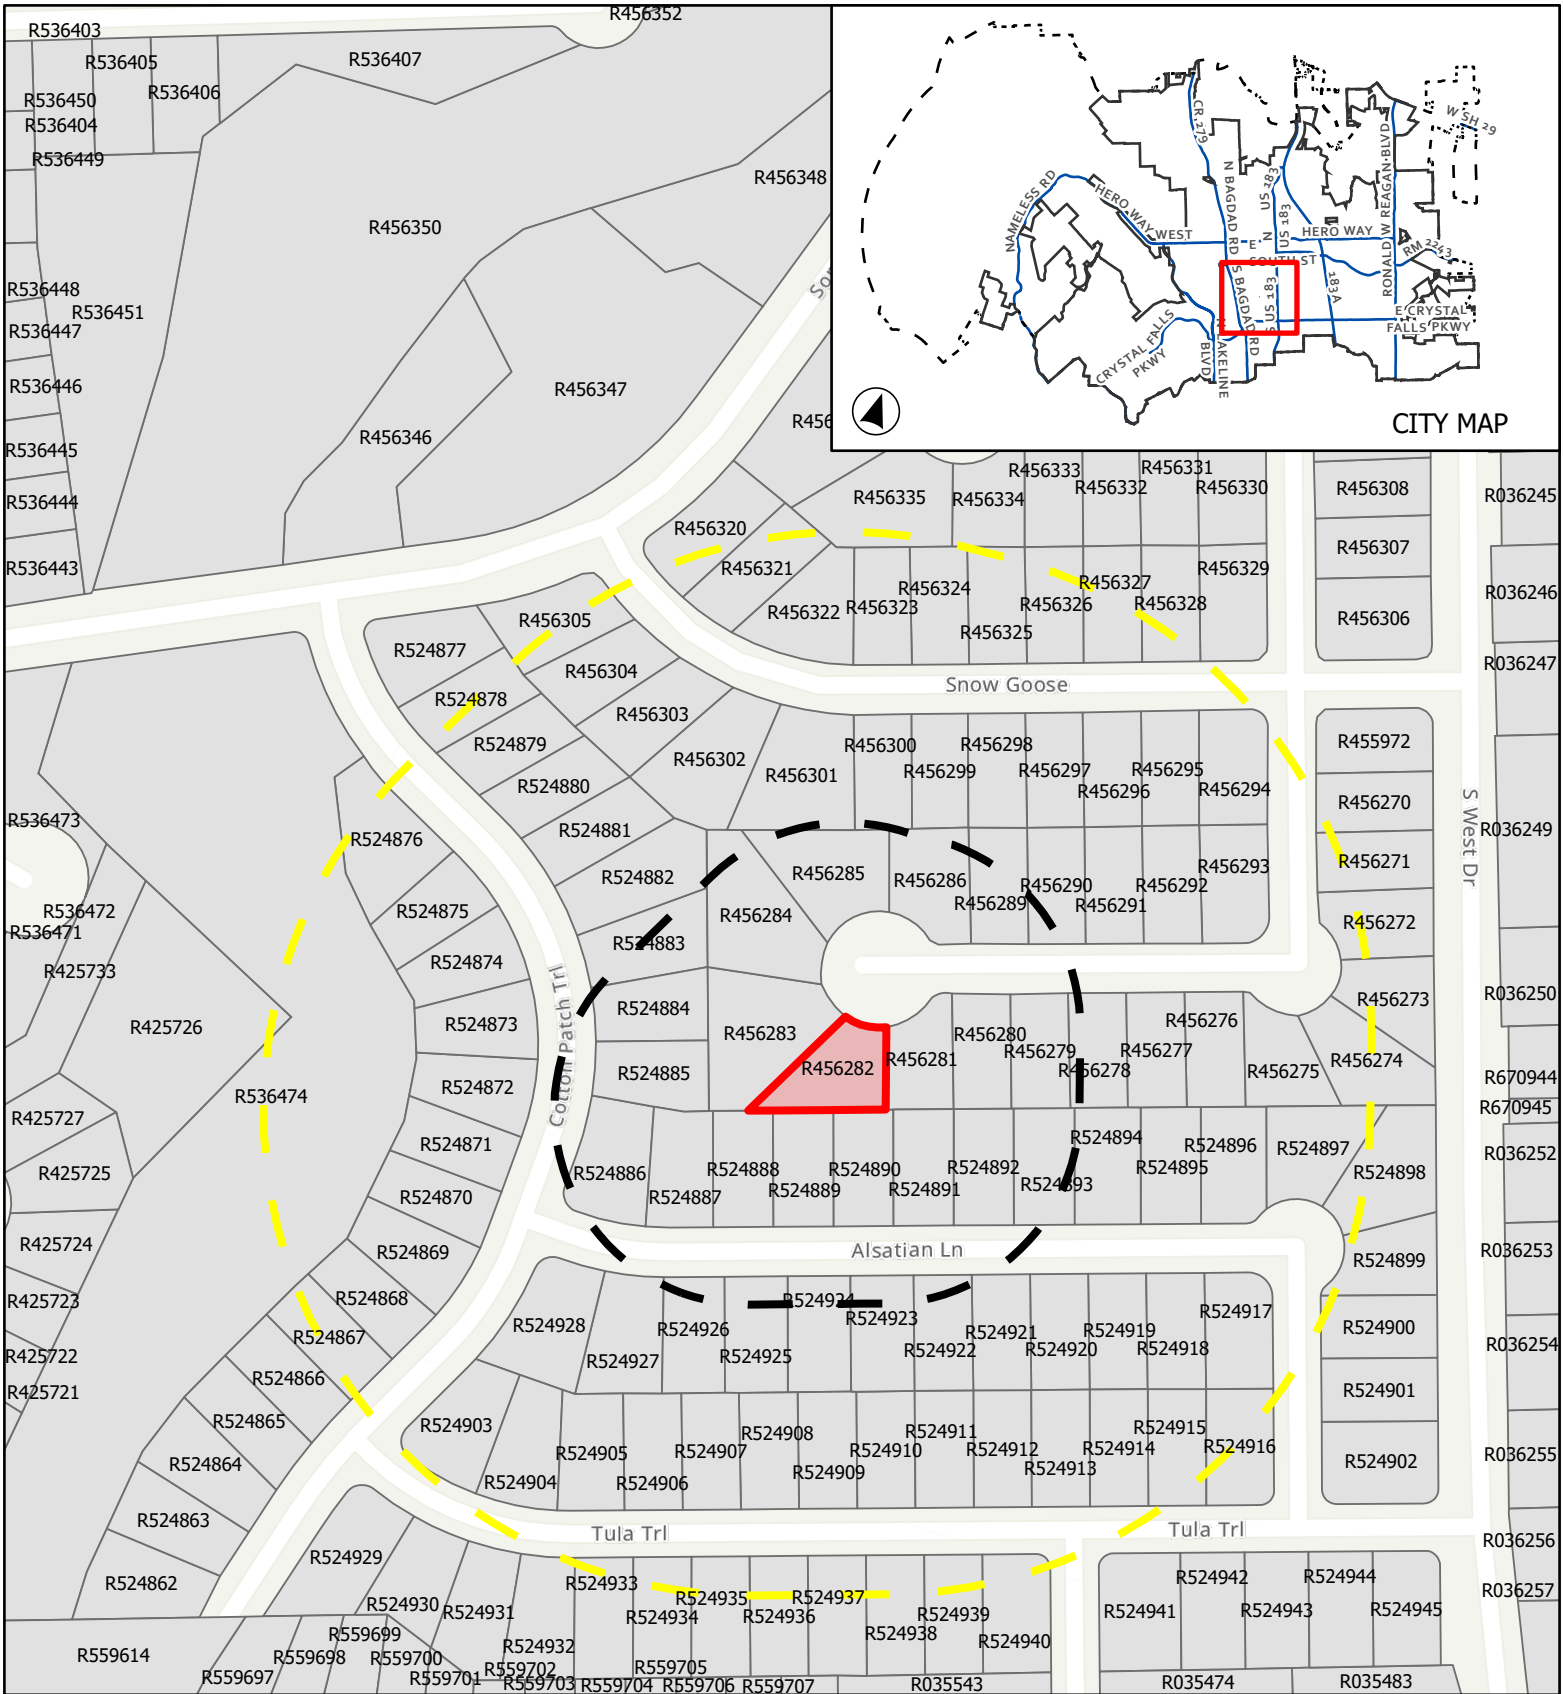 R456352
R536403
R536405
R536407
R536406
R536450
R536404
R536449
R456348
R456350
R536448
R536451
R536447
R536446
R456347
R456346
R536445
R536444
R536443
CR 279
W SH 29
N BAGDAD RD
N US 183
US 183
RONALD W REAGAN BLVD
NAMELESS RD
HERO WAY
WEST
E
HERO WAY
SOUTH ST
RM 2243
S BAGDAD RD
S US 183
183A
E CRYSTAL
FALLS PKWY
CRYSTAL FALLS
PKWY
N LAKELINE
BLVD
CITY MAP
R456333
R456331
R456332
R456330
R456335
R456334
R456308
R036245
R456320
R456307
R456321
R456329
R456324
R456327
R456322
R456323
R456326
R456328
R036246
R456325
R456306
R456305
R524877
R456304
R036247
Snow Goose
R524878
R456303
R524879
R456302
R456300
R456298
R455972
R456301
R456299
R456297
R456295
R456296
R456294
R524880
R456270
S West Dr
R536473
R524881
R036249
R524876
R456271
R456285
R456293
R524882
R456286
R456290
R456292
R456289
R456291
R536472
R524875
R456284
R456272
R536471
R524883
R425733
R524874
R456273
R036250
R524884
R524873
R425726
R456283
R456280
R456276
Cotton Patch Trl
R456279
R456277
R456281
R456282
R456278
R456275
R456274
R524885
R670944
R524872
R536474
R670945
R425727
R524871
R524894
R524896
R524897
R036252
R425725
R524886
R524888
R524890
R524892
R524895
R524898
R524887
R524889
R524891
R524893
R524870
R425724
R524869
Alsatian Ln
R036253
R524899
R425723
R524868
R524924
R524917
R524928
R524926
R524923
R524921
R524919
R524900
R524867
R036254
R425722
R524927
R524925
R524922
R524920
R524918
R524866
R425721
R524901
R524865
R524903
R524908
R524911
R524915
R524864
R524905
R524907
R524910
R524912
R524914
R524916
R036255
R524902
R524904
R524906
R524909
R524913
R524863
Tula Trl
Tula Trl
R036256
R524929
R524862
R524933
R524935
R524937
R524942
R524944
R036257
R524930
R524931
R524934
R524936
R524939
R524938
R524941
R524943
R524945
R559699
R524932
R524940
R559614
R559698
R559700
R559697
R559701
R559702
R559703
R559705
R559704
R559706
R559707
R035543
R035474
R035483